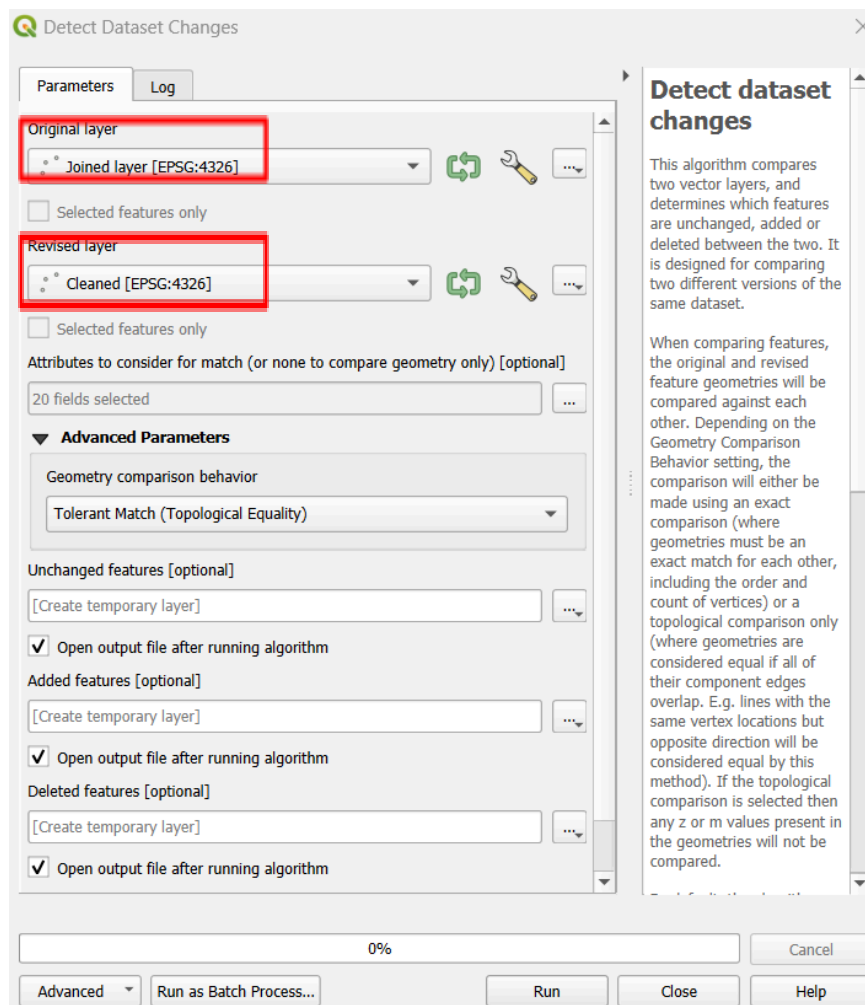 Detect Dataset Changes
Parameters
Log
Original layer
Joined layer [EPSG:4326]
...
Selected features only
Revised layer
Cleaned [EPSG:4326]
...
Selected features only
Attributes to consider for match (or none to compare geometry only) [optional]
20 fields selected
...
Advanced Parameters
Geometry comparison behavior
Tolerant Match (Topological Equality)
Unchanged features [optional]
[Create temporary layer]
...
Open output file after running algorithm
Added features [optional]
[Create temporary layer]
...
Open output file after running algorithm
Deleted features [optional]
[Create temporary layer]
...
Open output file after running algorithm
Detect dataset
changes
This algorithm compares
two vector layers, and
determines which features
are unchanged, added or
deleted between the two. It
is designed for comparing
two different versions of the
same dataset.
When comparing features,
the original and revised
feature geometries will be
compared against each
other. Depending on the
Geometry Comparison
Behavior setting, the
comparison will either be
made using an exact
comparison (where
geometries must be an
exact match for each other,
including the order and
count of vertices) or a
topological comparison only
(where geometries are
considered equal if all of
their component edges
overlap. E.g. lines with the
same vertex locations but
opposite direction will be
considered equal by this
method). If the topological
comparison is selected then
any z or m values present in
the geometries will not be
compared.
0%
Cancel
Advanced
Run as Batch Process...
Run
Close
Help